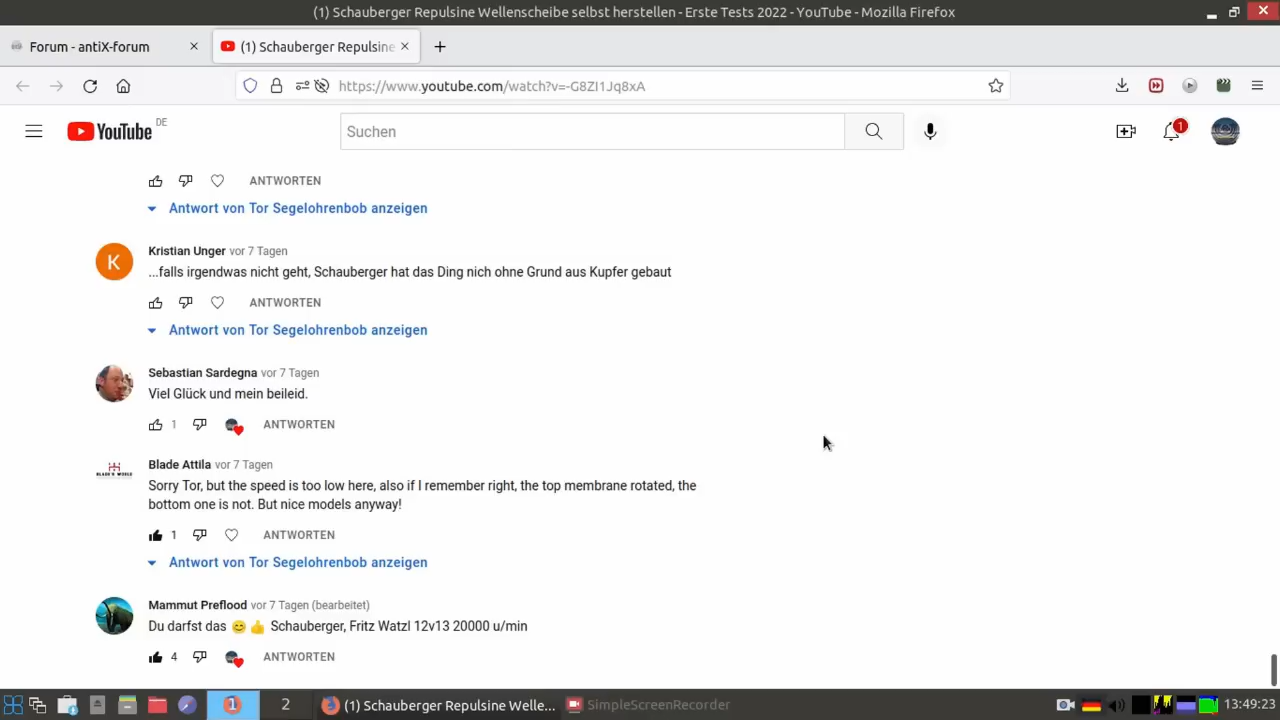 (1) Schauberger Repulsine Wellenscheibe selbst herstellen - Erste Tests 2022 - YouTube - Mozilla Firefox
Forum - antiX-forum
(1) Schauberger Repulsine
https://www.youtube.com/watch?v=-G8ZI1Jq8xA
YouTube DE
Suchen
1
ANTWORTEN
Antwort von Tor Segelohrenbob anzeigen
K
Kristian Unger vor 7 Tagen
...falls irgendwas nicht geht, Schauberger hat das Ding nich ohne Grund aus Kupfer gebaut
ANTWORTEN
Antwort von Tor Segelohrenbob anzeigen
Sebastian Sardegna vor 7 Tagen
Viel Glück und mein beileid.
1 ANTWORTEN
BLADE'S WORLD
Blade Attila vor 7 Tagen
Sorry Tor, but the speed is too low here, also if I remember right, the top membrane rotated, the
bottom one is not. But nice models anyway!
1 ANTWORTEN
Antwort von Tor Segelohrenbob anzeigen
Mammut Preflood vor 7 Tagen (bearbeitet)
Du darfst das 😊 👍 Schauberger, Fritz Watzl 12v13 20000 u/min
4 ANTWORTEN
1
2
(1) Schauberger Repulsine Welle...
SimpleScreenRecorder
13:49:23